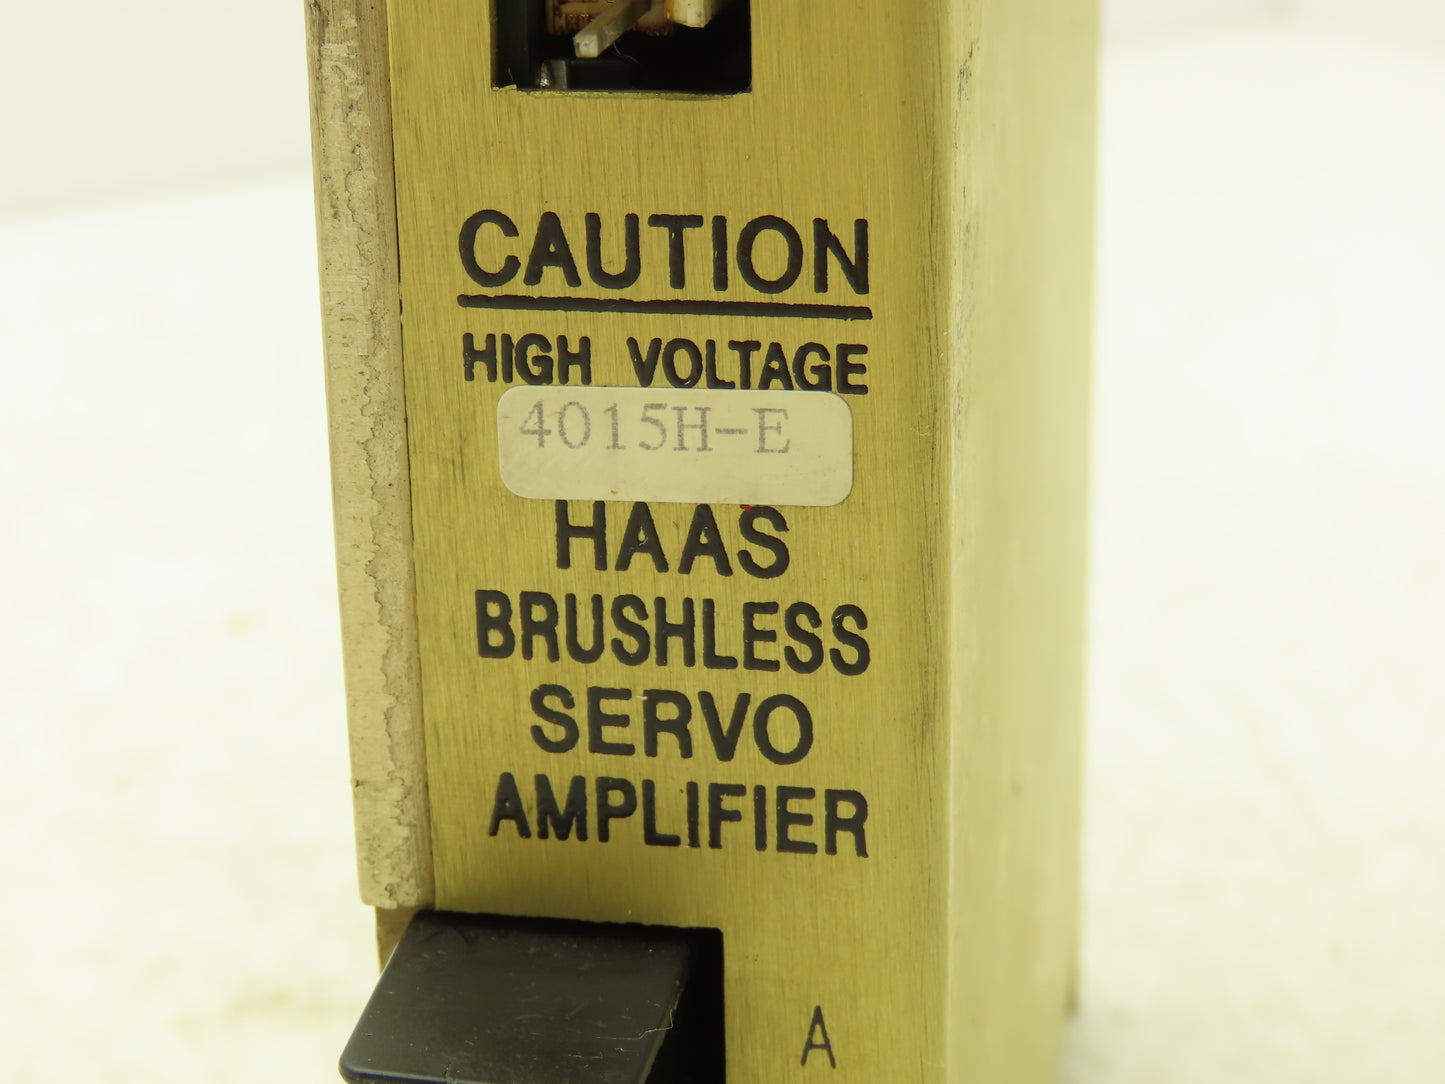 CAUTION
HIGH VOLTAGE
4015H-E
HAAS
BRUSHLESS
SERVO
AMPLIFIER
A